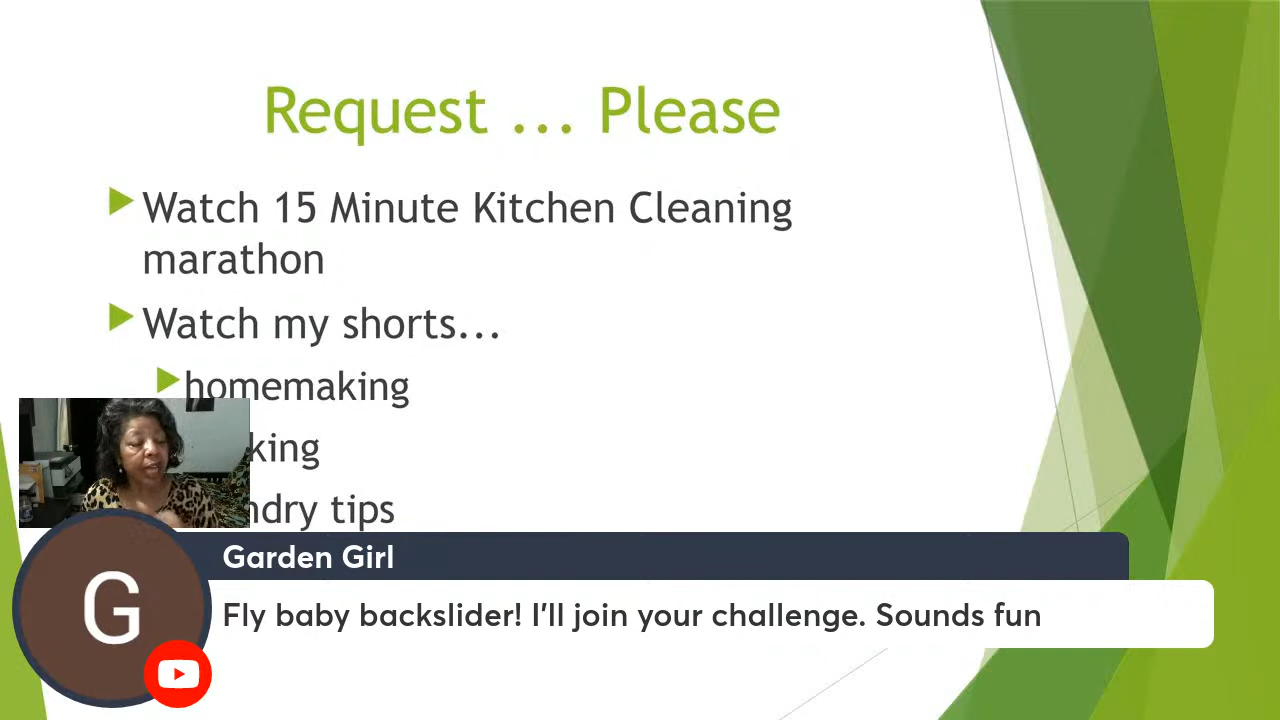 Request ... Please
Watch 15 Minute Kitchen Cleaning
marathon
Watch my shorts...
homemaking
king
ndry tips
Garden Girl
G
Fly baby backslider! I'll join your challenge. Sounds fun